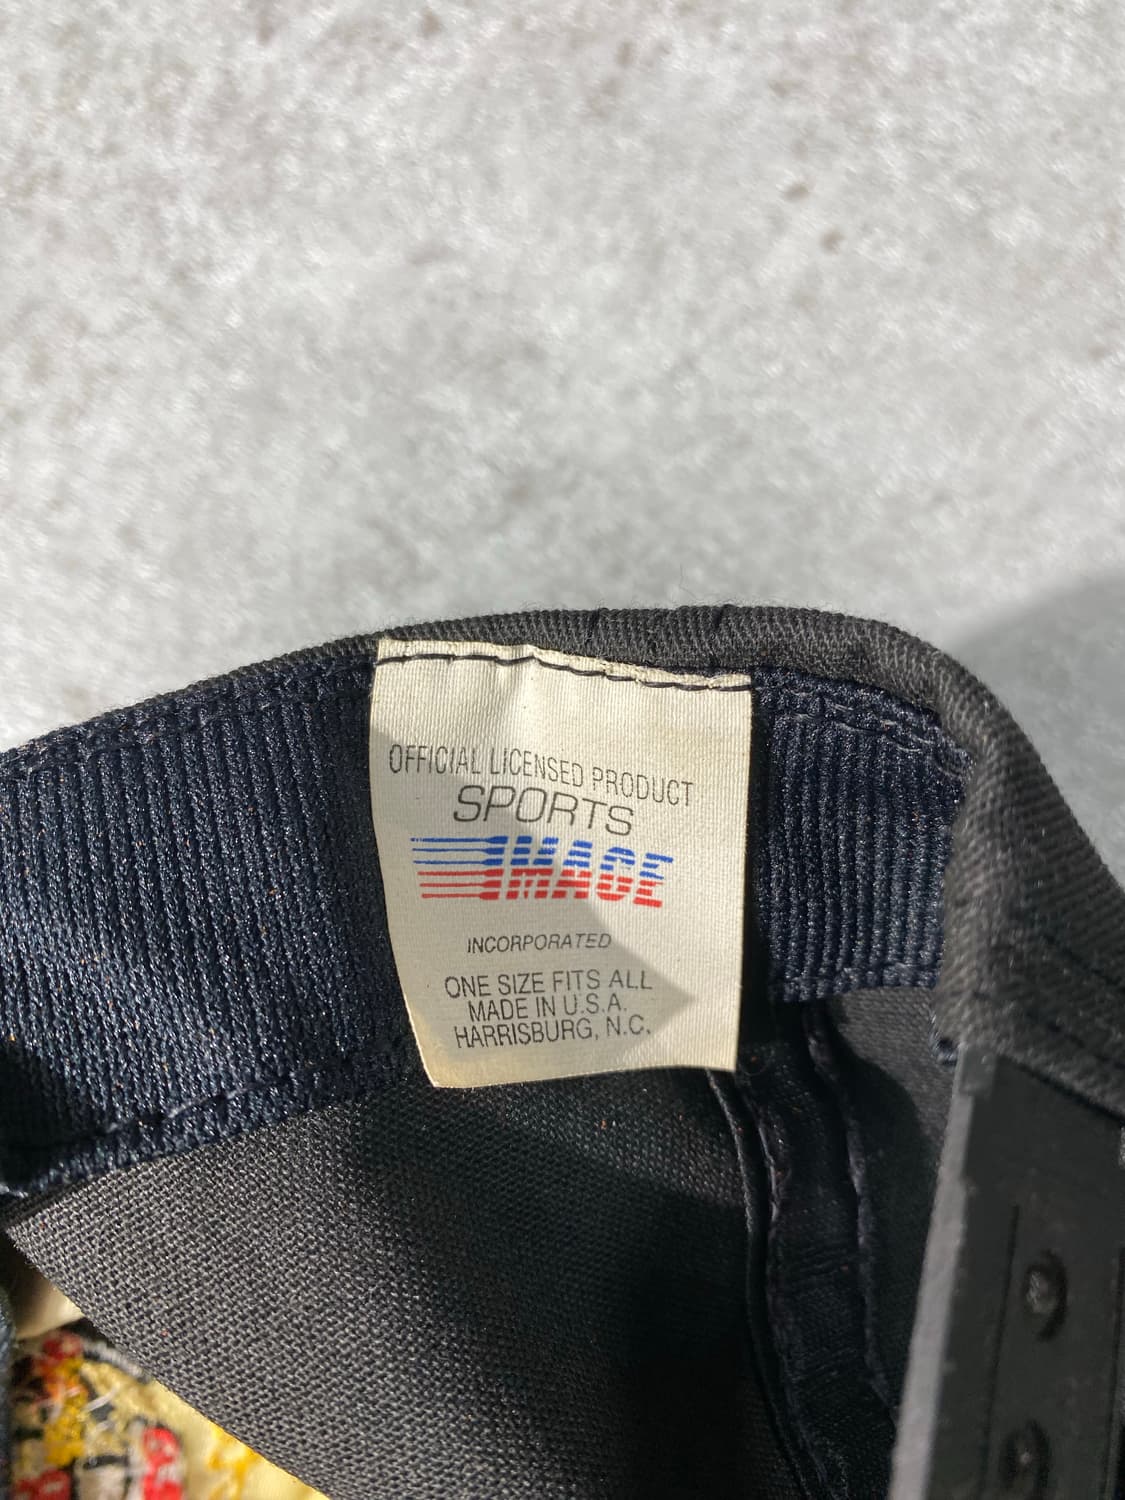 OFFICIAL LICENSED PRODUCT
SPORTS
IMAGE
INCORPORATED
ONE SIZE FITS ALL
MADE IN U.S.A.
HARRISBURG, N.C.